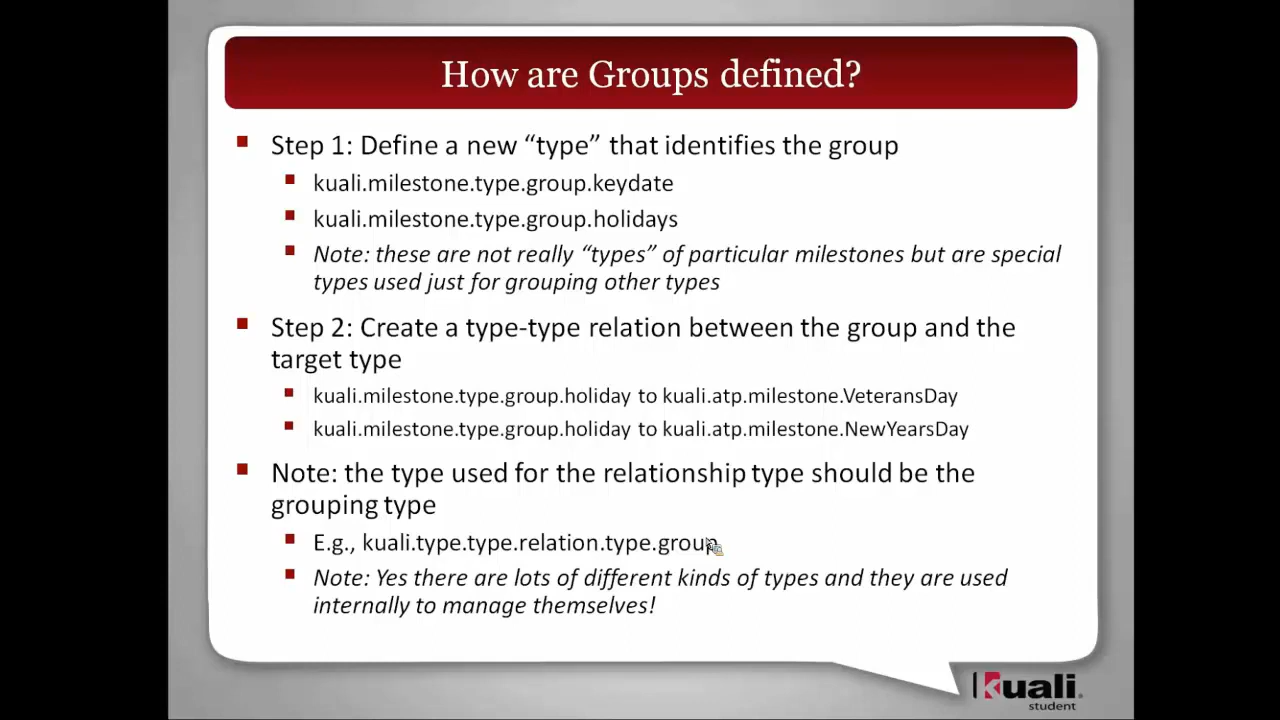 How are Groups defined?
Step 1: Define a new “type” that identifies the group
kuali.milestone.type.group.keydate
kuali.milestone.type.group.holidays
Note: these are not really “types” of particular milestones but are special
types used just for grouping other types
Step 2: Create a type-type relation between the group and the
target type
kuali.milestone.type.group.holiday to kuali.atp.milestone.VeteransDay
kuali.milestone.type.group.holiday to kuali.atp.milestone.NewYearsDay
Note: the type used for the relationship type should be the
grouping type
E.g., kuali.type.type.relation.type.group
Note: Yes there are lots of different kinds of types and they are used
internally to manage themselves!
kuali.
student